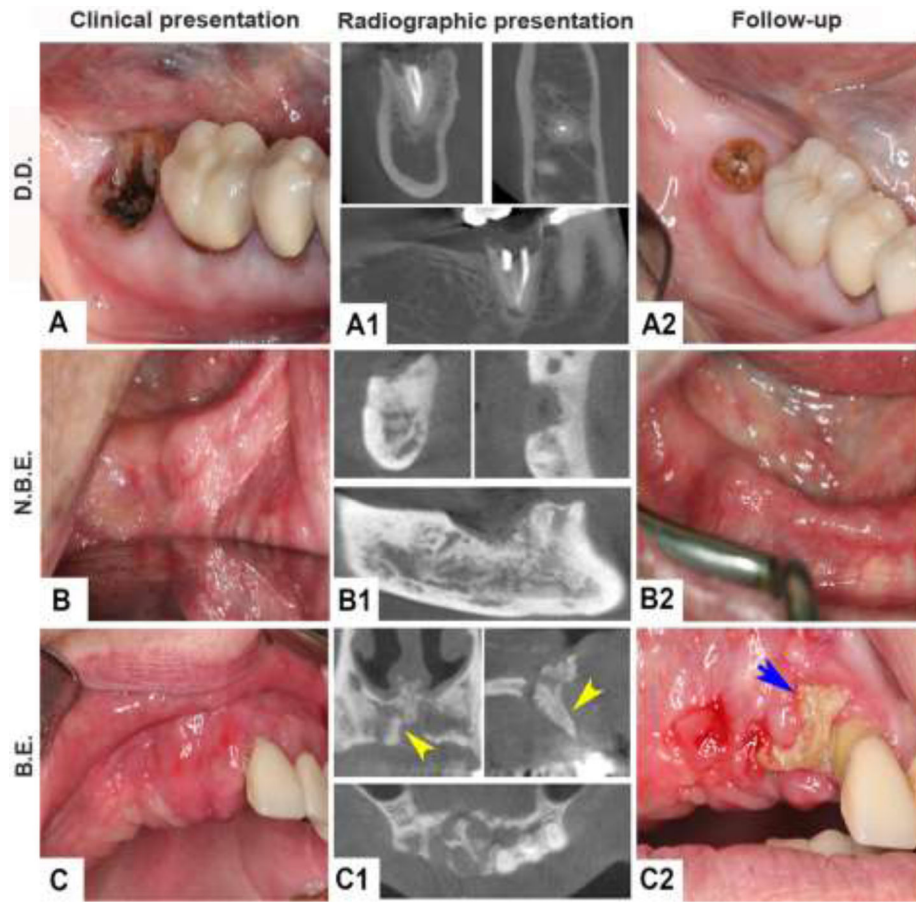 Clinical presentation Radiographic presentation Follow-up
D.D.
A A1 A2
N.B.E.
B B1 B2
B.E.
C C1 C2